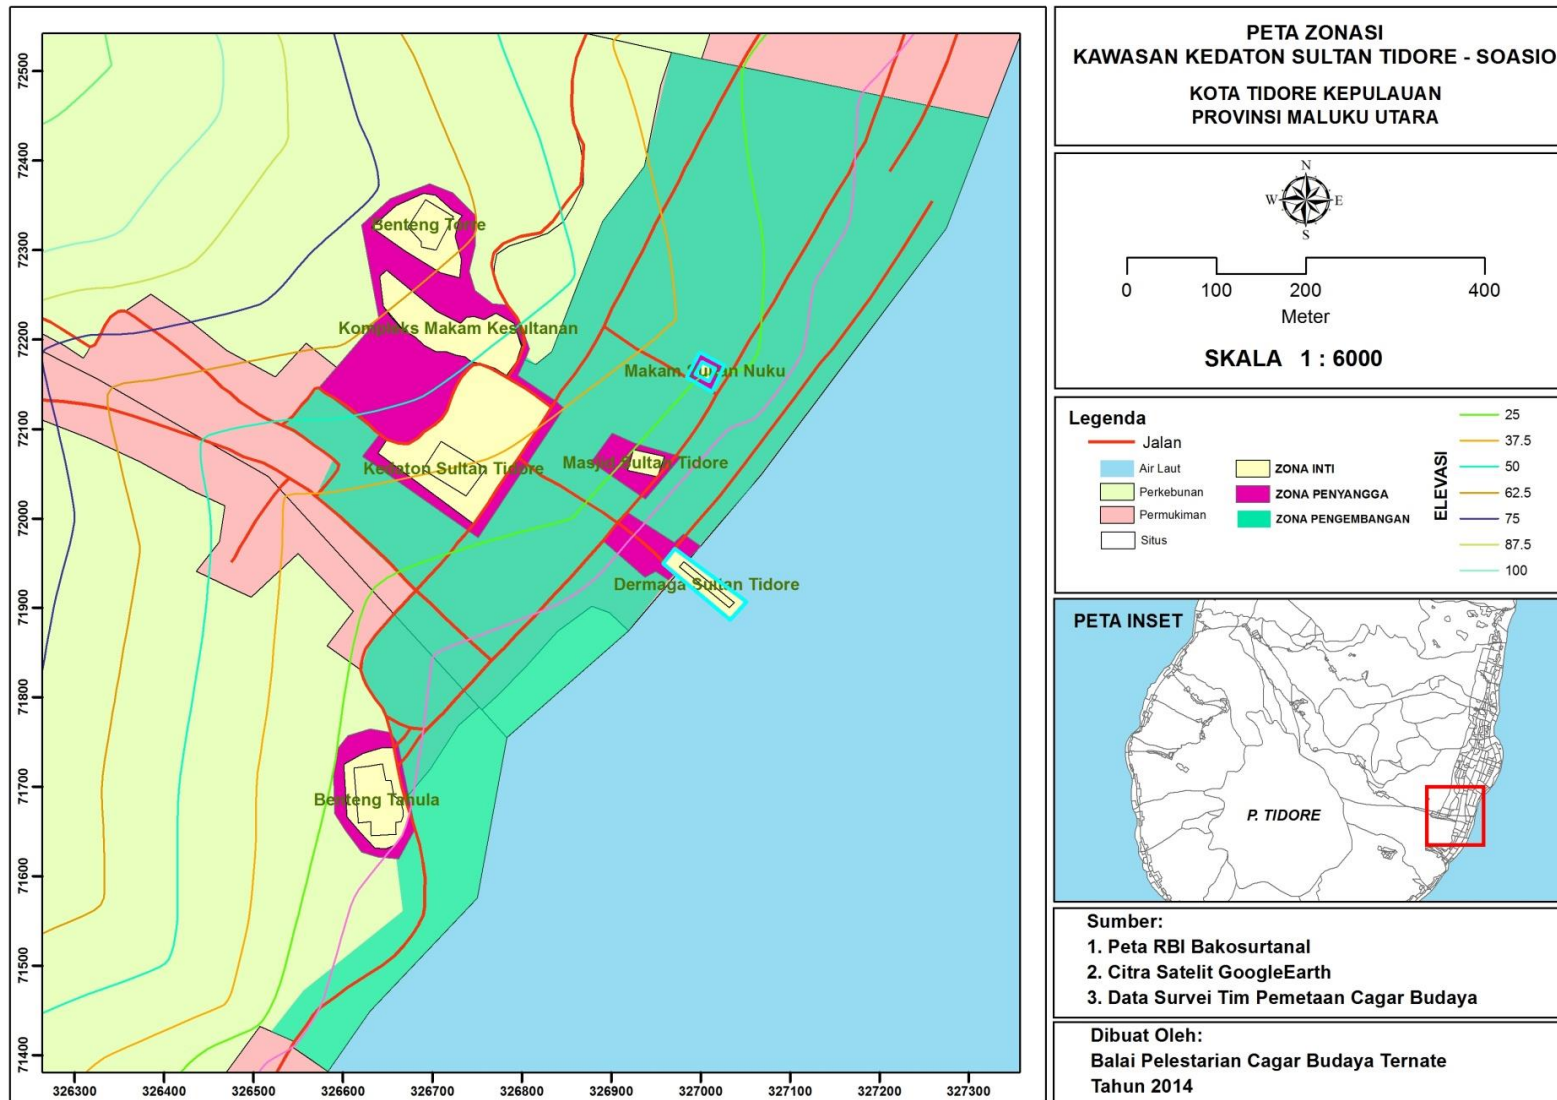 PETA ZONASI
KAWASAN KEDATON SULTAN TIDORE - SOASIO
KOTA TIDORE KEPULAUAN
PROVINSI MALUKU UTARA
N
W E
S
0 100 200 400
Meter
SKALA 1 : 6000
Legenda
Jalan
Air Laut
Perkebunan
Permukiman
Situs
ZONA INTI
ZONA PENYANGGA
ZONA PENGEMBANGAN
ELEVASI
25
37.5
50
62.5
75
87.5
100
PETA INSET
P. TIDORE
Sumber:
1. Peta RBI Bakosurtanal
2. Citra Satelit GoogleEarth
3. Data Survei Tim Pemetaan Cagar Budaya
Dibuat Oleh:
Balai Pelestarian Cagar Budaya Ternate
Tahun 2014
Benteng Torre
Kompleks Makam Kesultanan
Makam Sultan Nuku
Kedaton Sultan Tidore
Masjid Sultan Tidore
Dermaga Sultan Tidore
Benteng Tahula
72500
72400
72300
72200
72100
72000
71900
71800
71700
71600
71500
71400
326300 326400 326500 326600 326700 326800 326900 327000 327100 327200 327300